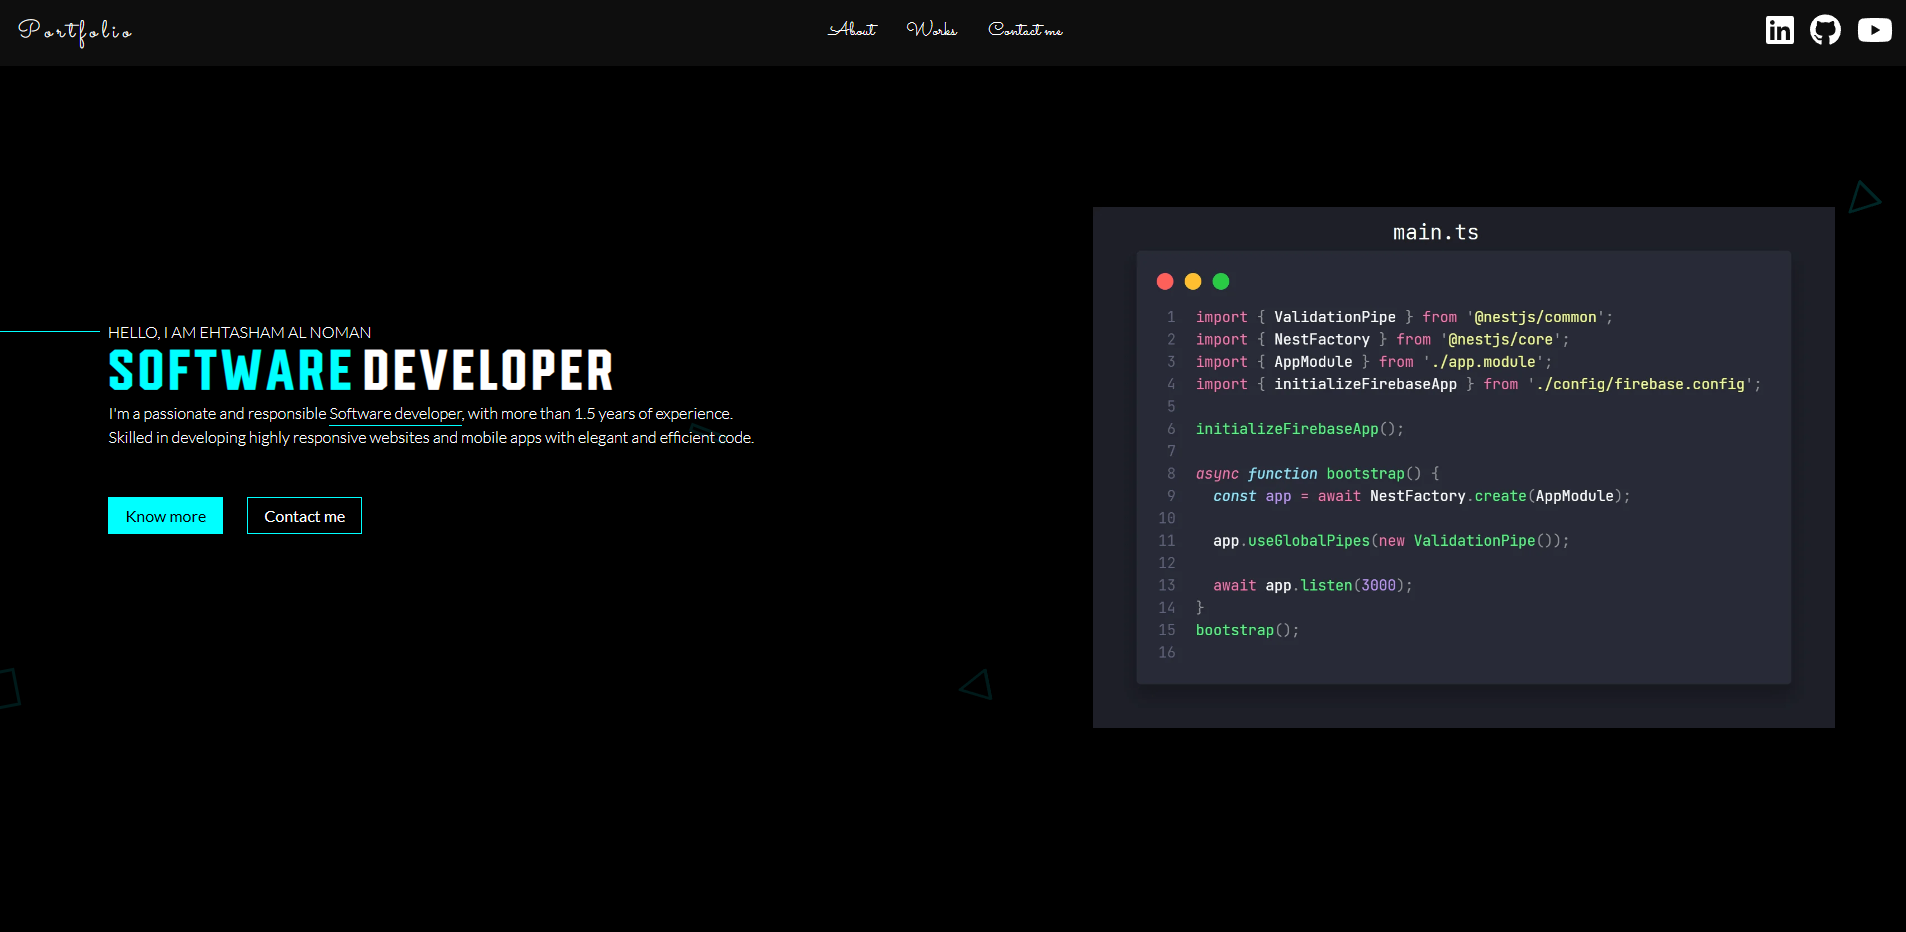 Portfolio
About Works Contact me
HELLO, I AM EHTASHAM AL NOMAN
SOFTWARE DEVELOPER
I'm a passionate and responsible Software developer, with more than 1.5 years of experience.
Skilled in developing highly responsive websites and mobile apps with elegant and efficient code.
Know more Contact me
main.ts
1 import { ValidationPipe } from '@nestjs/common';
2 import { NestFactory } from '@nestjs/core';
3 import { AppModule } from './app.module';
4 import { initializeFirebaseApp } from './config/firebase.config';
5
6 initializeFirebaseApp();
7
8 async function bootstrap() {
9 const app = await NestFactory.create(AppModule);
10
11 app.useGlobalPipes(new ValidationPipe());
12
13 await app.listen(3000);
14 }
15 bootstrap();
16